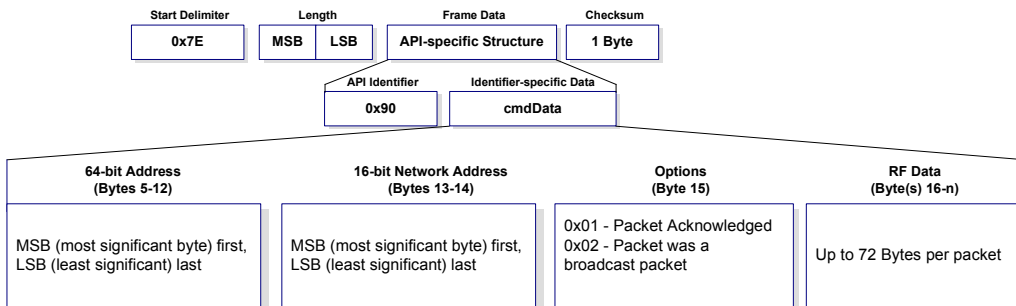 Start Delimiter
Length
Frame Data
Checksum
0x7E
MSB
LSB
API-specific Structure
1 Byte
API Identifier
Identifier-specific Data
0x90
cmdData
64-bit Address
(Bytes 5-12)
16-bit Network Address
(Bytes 13-14)
Options
(Byte 15)
RF Data
(Byte(s) 16-n)
MSB (most significant byte) first,
LSB (least significant) last
MSB (most significant byte) first,
LSB (least significant) last
0x01 - Packet Acknowledged
0x02 - Packet was a
broadcast packet
Up to 72 Bytes per packet